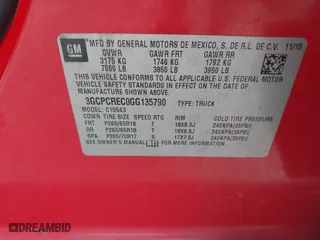 GM
MFD BY GENERAL MOTORS DE MEXICO, S. DE R.L. DE C.V. 11/15
GVWR GAWR FRT GAWR RR
3175 KG 1746 KG 1792 KG
7000 LB 3850 LB 3950 LB
THIS VEHICLE CONFORMS TO ALL APPLICABLE U.S. FEDERAL MOTOR
VEHICLE SAFETY
STANDARDS IN EFFECT ON THE DATE OF
MANUFACTURE SHOWN ABOVE.
3GCPCREC0GG135790 TYPE: TRUCK
MODEL: C15543
TIRE SIZE SPEED RTG RIM COLD TIRE PRESSURE
FRT P265/65R18 T 18X8.5J 240KPA(35PSI)
RR P265/65R18 T 18X8.5J 240KPA(35PSI)
SPA P265/70R17 S 17X7.5J 240KPA(35PSI)
SEE OWNER'S MANUAL FOR MORE INFORMATION.
DREAMBID
dreambid.com